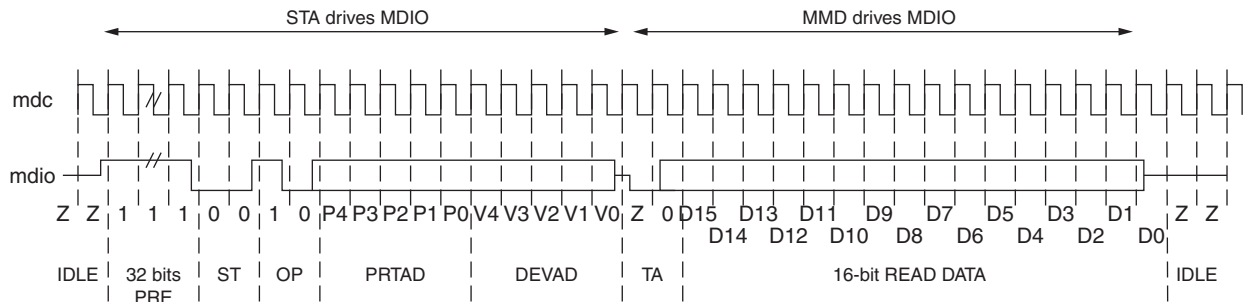 STA drives MDIO MMD drives MDIO
mdc
mdio
Z Z 1 1 1 0 0 1 0 P4 P3 P2 P1 P0 V4 V3 V2 V1 V0 Z 0 D15 D13 D11 D9 D7 D5 D3 D1 Z Z
D14 D12 D10 D8 D6 D4 D2 D0
IDLE 32 bits ST OP PRTAD DEVAD TA 16-bit READ DATA IDLE
PRE